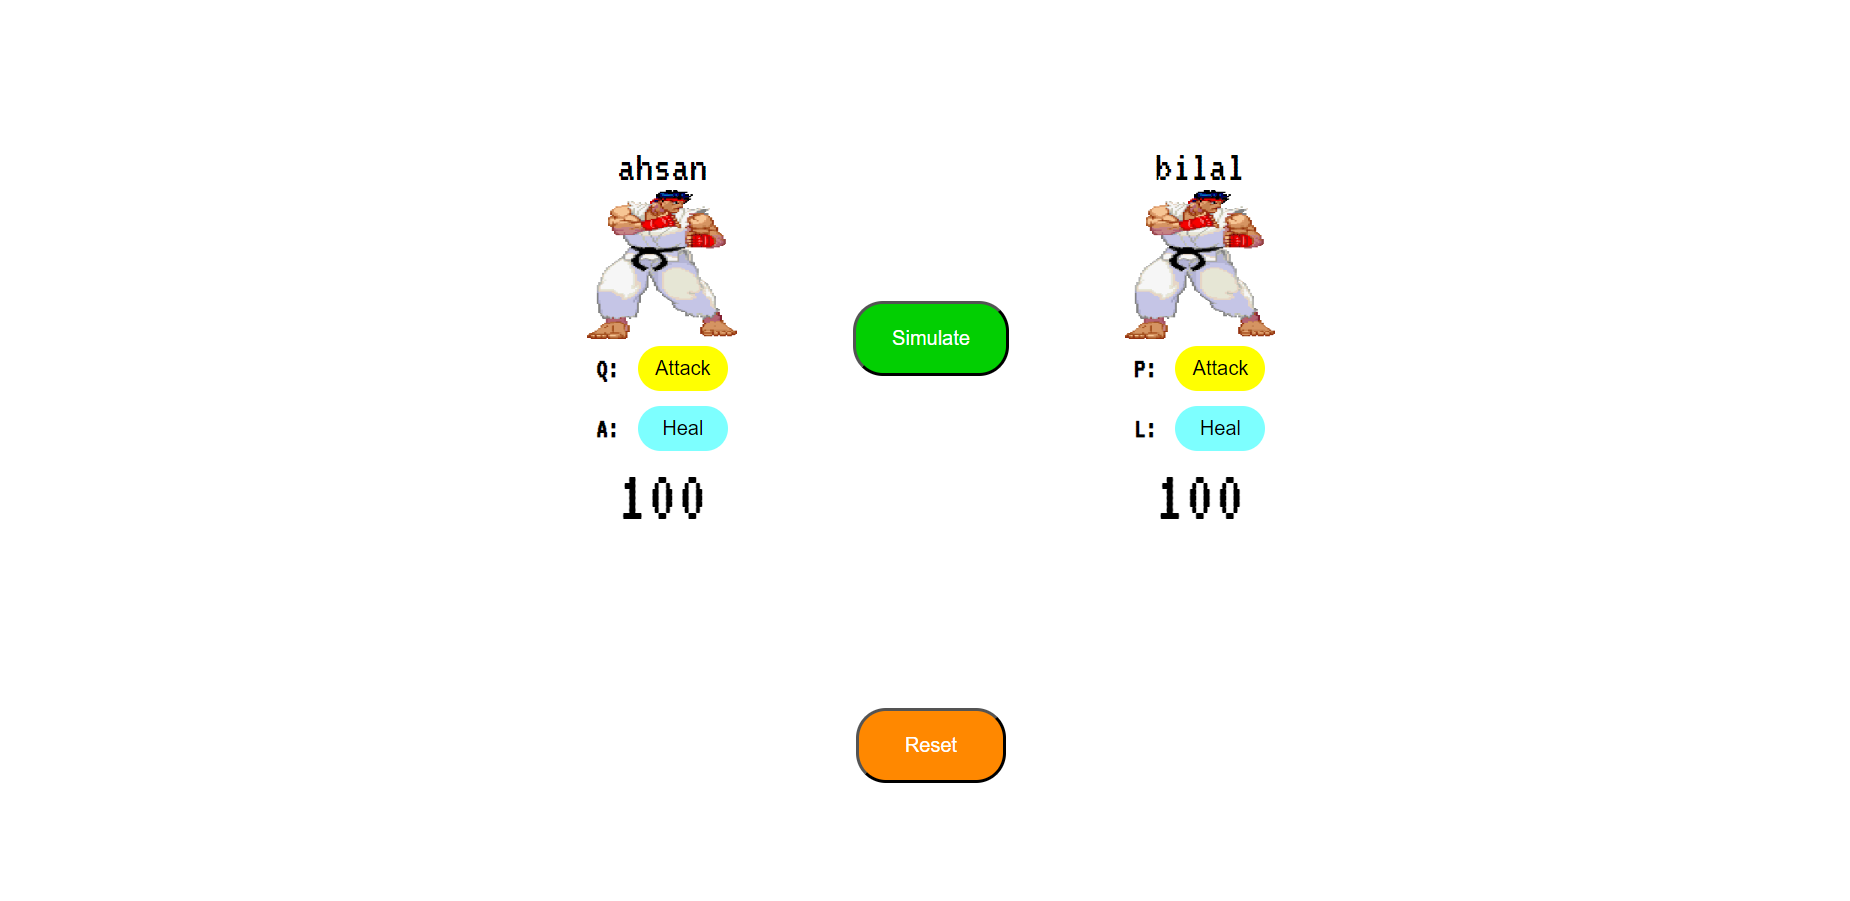 ahsan
bilal
Simulate
Q: Attack
P: Attack
A: Heal
L: Heal
100
100
Reset